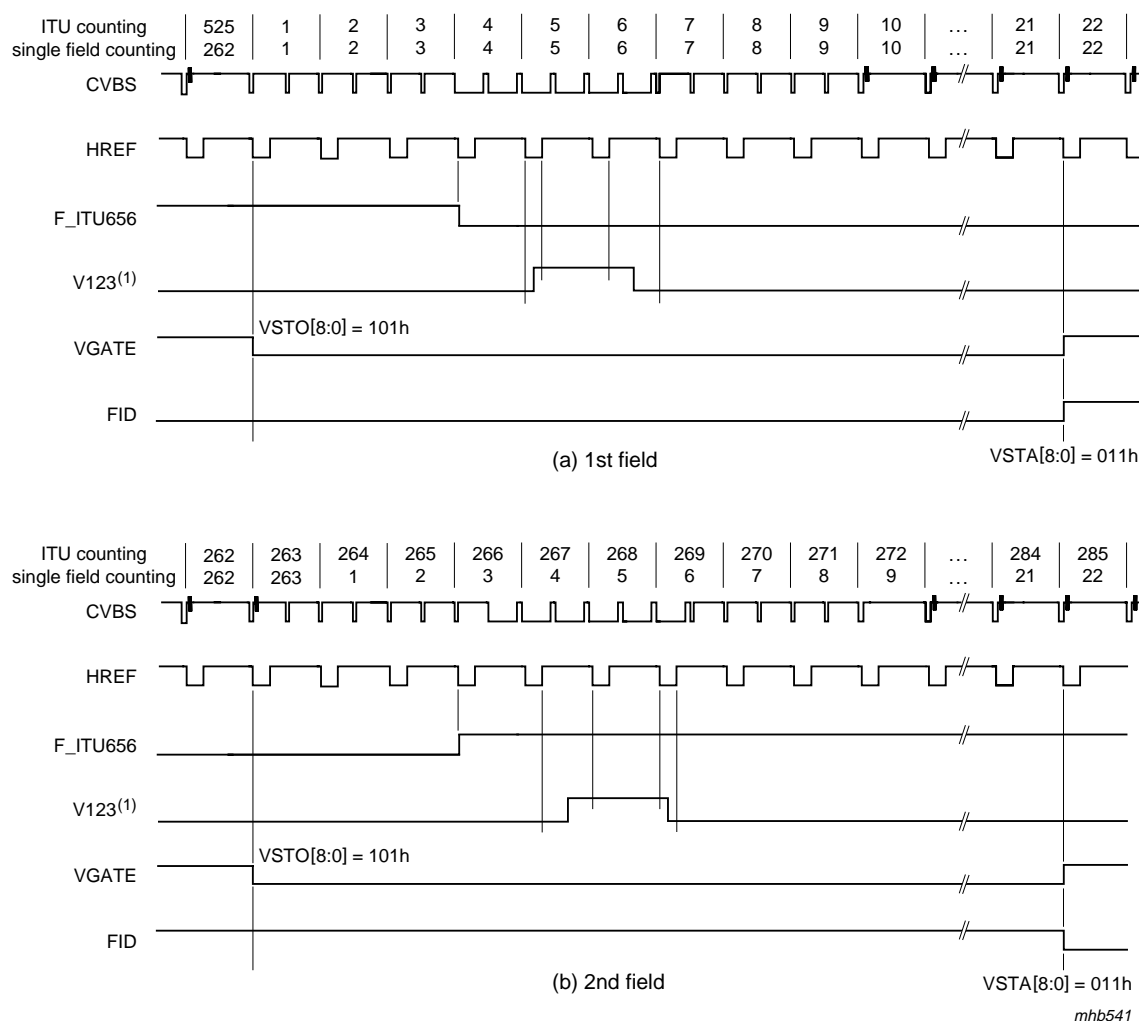 ITU counting 525 1 2 3 4 5 6 7 8 9 10 ... 21 22
single field counting 262 1 2 3 4 5 6 7 8 9 10 ... 21 22
CVBS
HREF
F_ITU656
V123(1)
VSTO[8:0] = 101h
VGATE
FID
(a) 1st field
VSTA[8:0] = 011h
ITU counting 262 263 264 265 266 267 268 269 270 271 272 ... 284 285
single field counting 262 263 1 2 3 4 5 6 7 8 9 ... 21 22
CVBS
HREF
F_ITU656
V123(1)
VSTO[8:0] = 101h
VGATE
FID
(b) 2nd field
VSTA[8:0] = 011h
mhb541